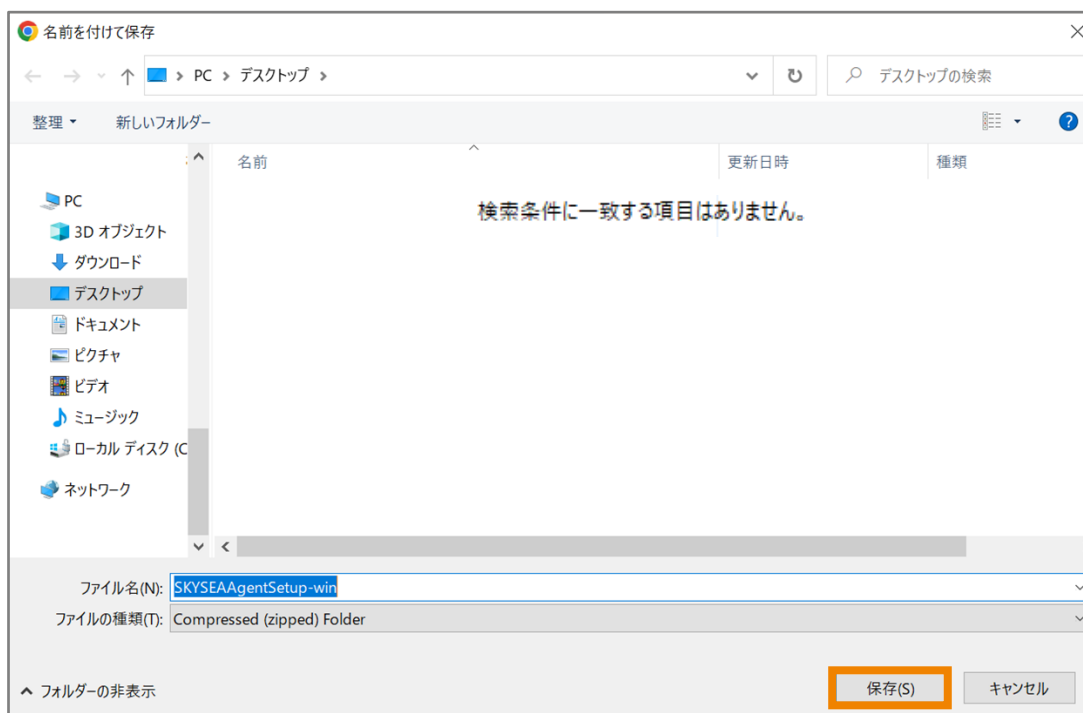 名前を付けて保存
PC > デスクトップ >
デスクトップの検索
整理
新しいフォルダー
名前
更新日時
種類
検索条件に一致する項目はありません。
PC
3D オブジェクト
ダウンロード
デスクトップ
ドキュメント
ピクチャ
ビデオ
ミュージック
ローカル ディスク (C
ネットワーク
ファイル名(N): SKYSEAAgentSetup-win
ファイルの種類(T): Compressed (zipped) Folder
フォルダーの非表示
保存(S)
キャンセル